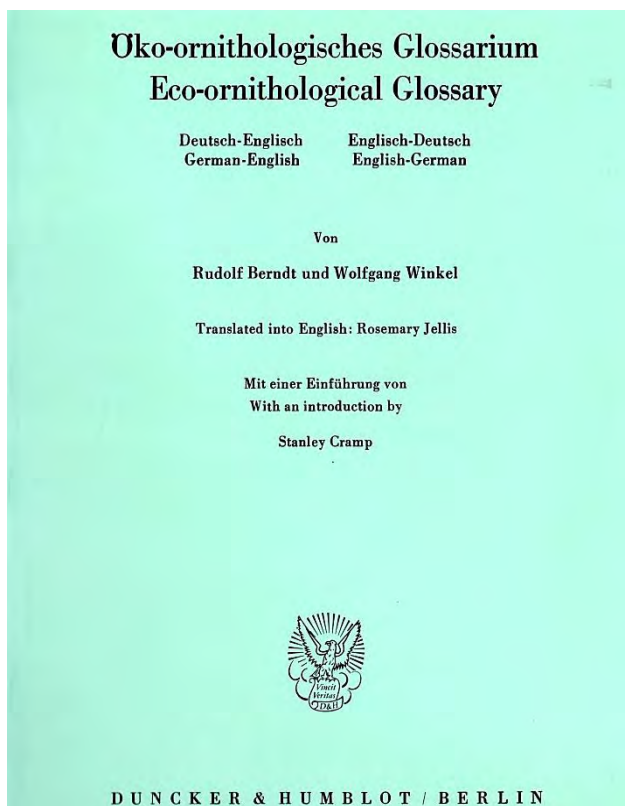 Öko-ornithologisches Glossarium
Eco-ornithological Glossary
Deutsch-Englisch Englisch-Deutsch
German-English English-German
Von
Rudolf Berndt und Wolfgang Winkel
Translated into English: Rosemary Jellis
Mit einer Einführung von
With an introduction by
Stanley Cramp
Vincit
Veritas
D&H
DUNCKER & HUMBLOT / BERLIN